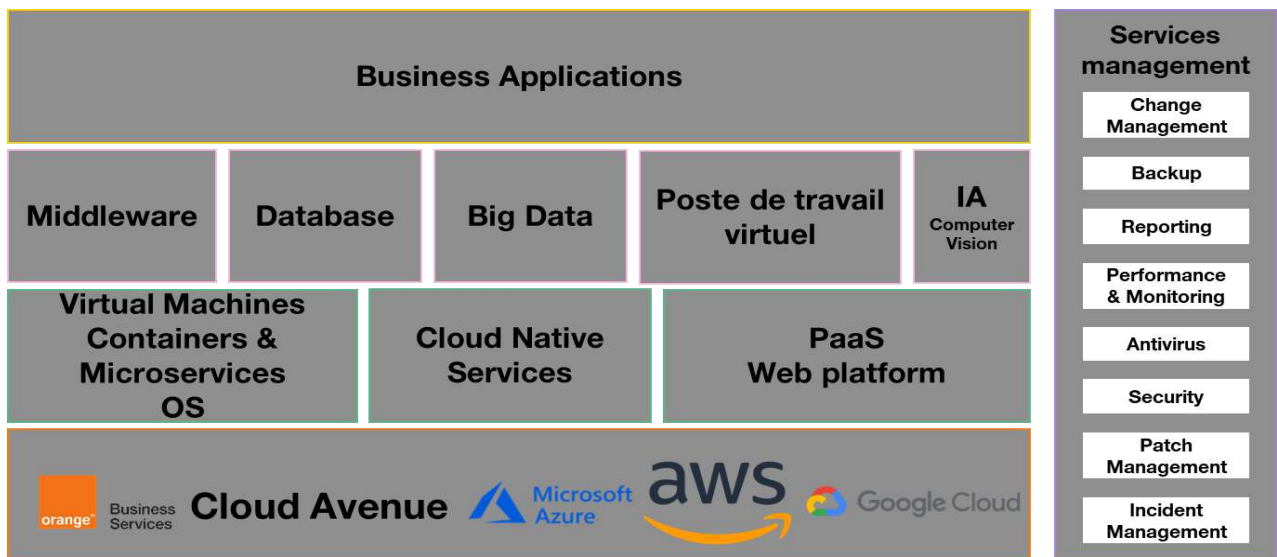 Business Applications
Middleware
Database
Big Data
Poste de travail
virtuel
IA
Computer
Vision
Virtual Machines
Containers &
Microservices
OS
Cloud Native
Services
PaaS
Web platform
orange™
Business
Services
Cloud Avenue
Microsoft
Azure
aws
Google Cloud
Services
management
Change
Management
Backup
Reporting
Performance
& Monitoring
Antivirus
Security
Patch
Management
Incident
Management